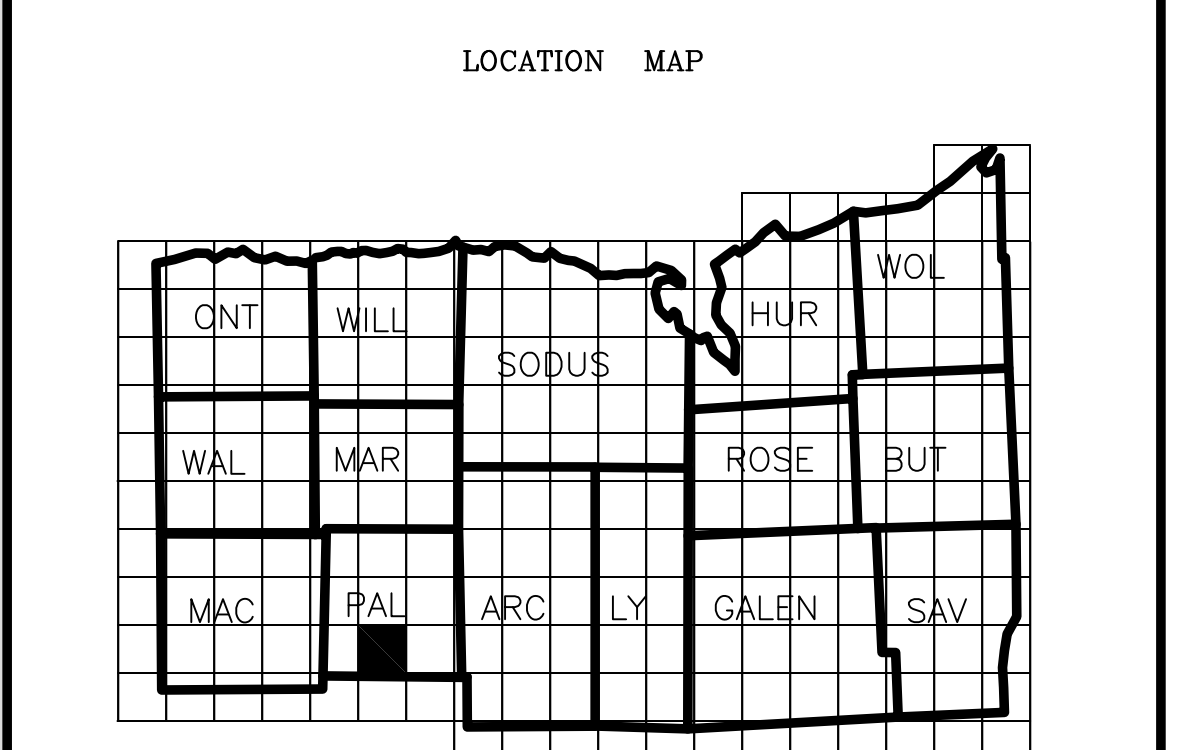 LOCATION MAP
WOL
ONT WILL HUR
SODUS
WAL MAR ROSE BUT
MAC PAL ARC LY GALEN SAV